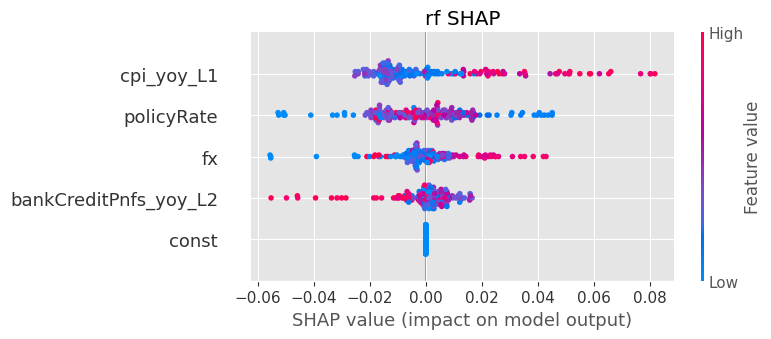 rf SHAP
High
cpi_yoy_L1
policyRate
fx
bankCreditPnfs_yoy_L2
const
Feature value
Low
−0.06 −0.04 −0.02 0.00 0.02 0.04 0.06 0.08
SHAP value (impact on model output)